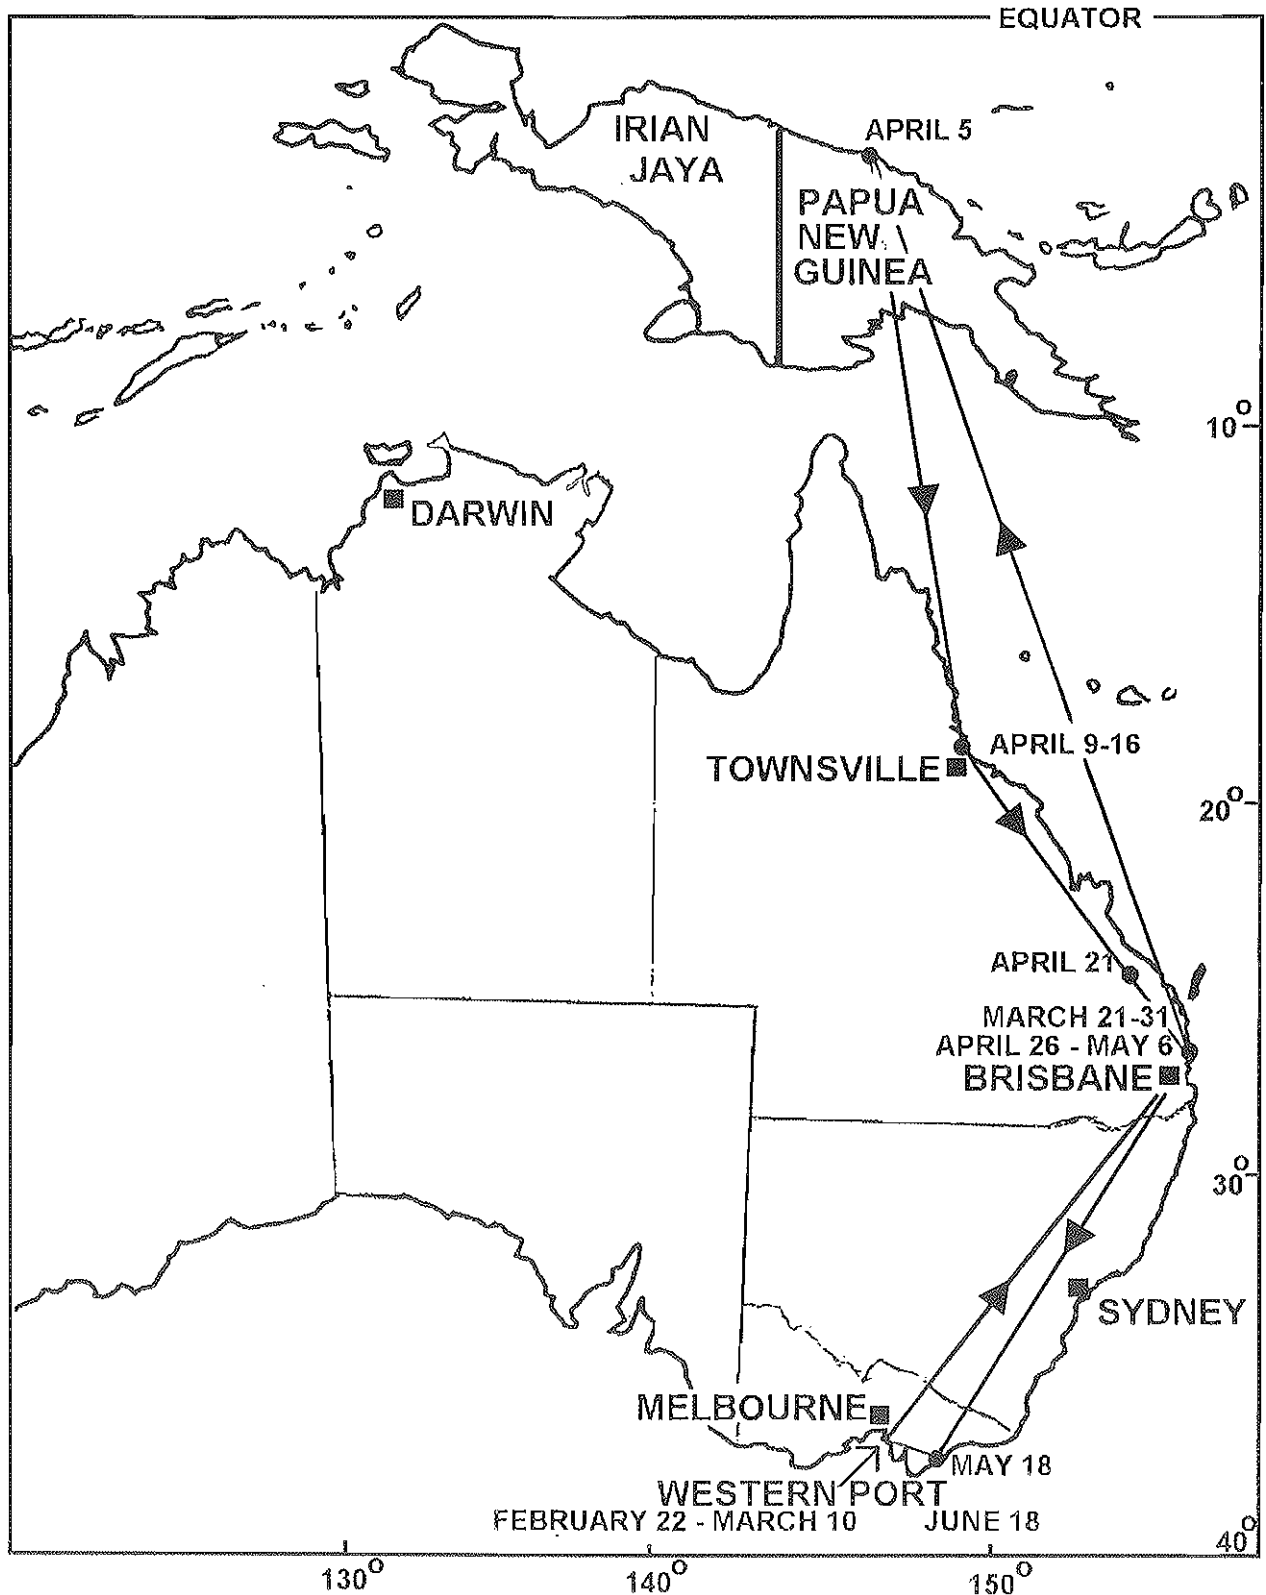 EQUATOR
IRIAN
JAYA
APRIL 5
PAPUA
NEW
GUINEA
10°
DARWIN
APRIL 9-16
TOWNSVILLE
20°
APRIL 21
MARCH 21-31
APRIL 26 - MAY 6
BRISBANE
30°
SYDNEY
MELBOURNE
MAY 18
WESTERN PORT
FEBRUARY 22 - MARCH 10 JUNE 18
40°
130° 140° 150°